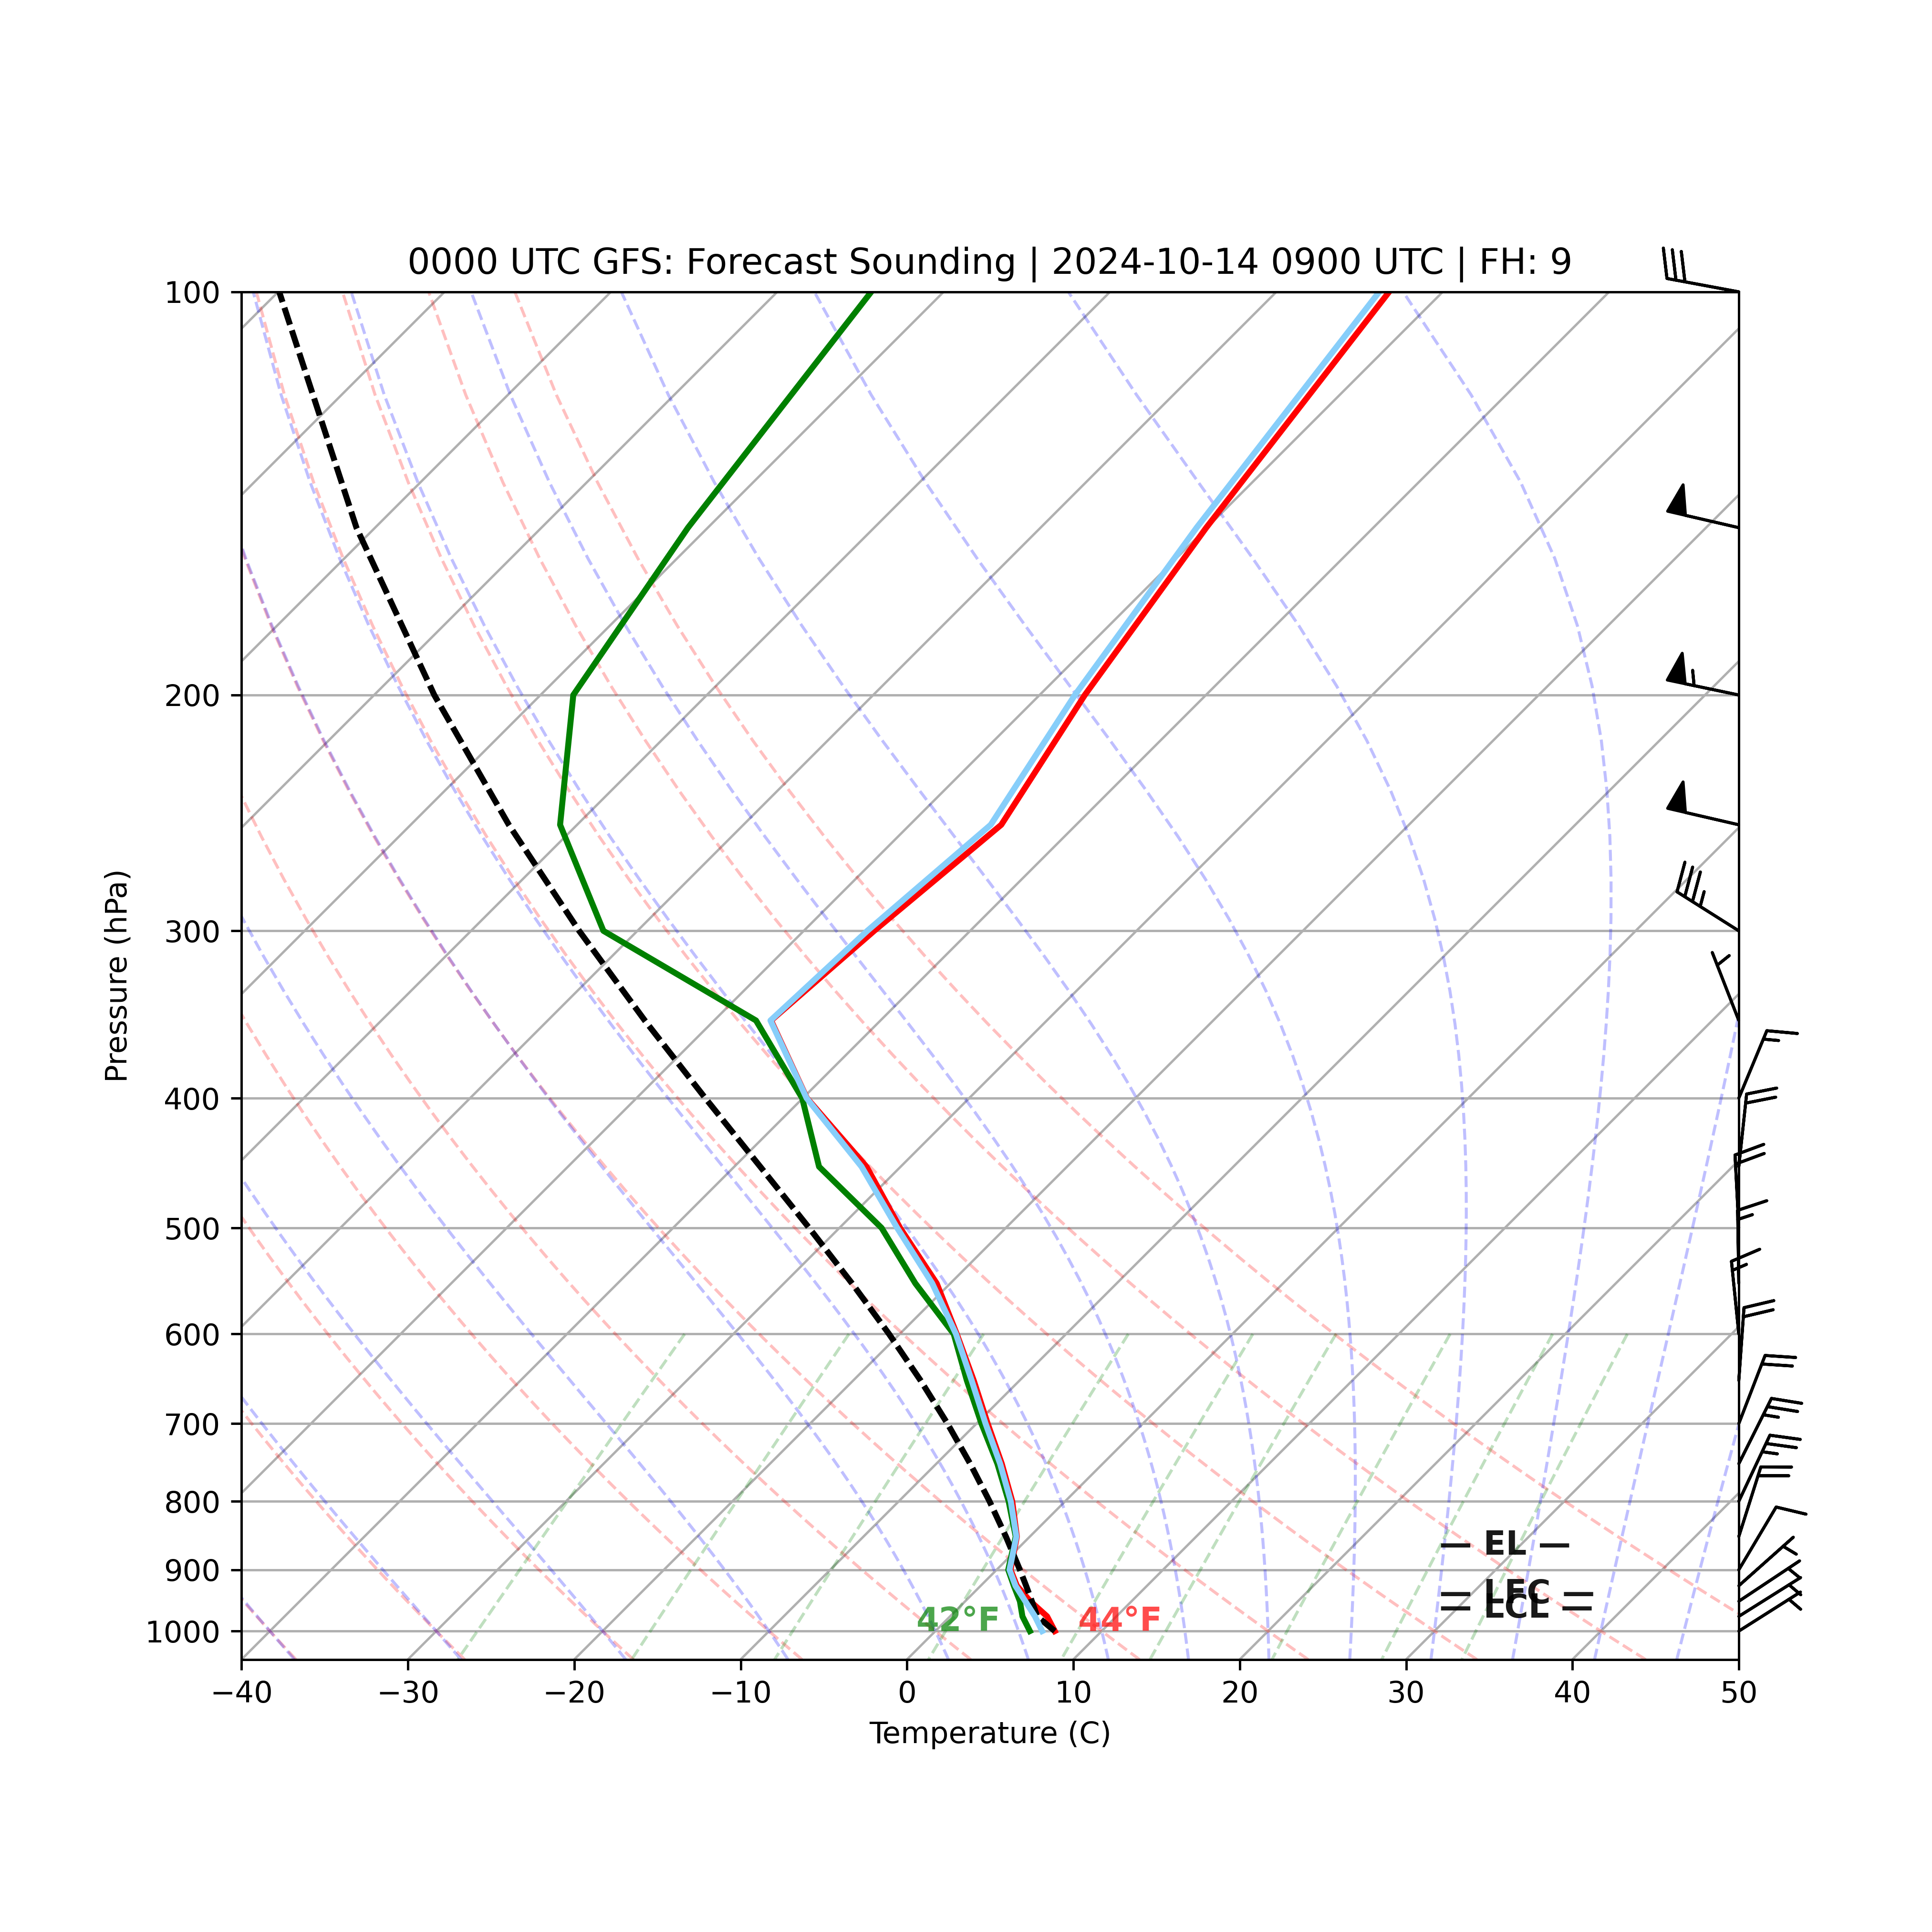 0000 UTC GFS: Forecast Sounding | 2024-10-14 0900 UTC | FH: 9
100
200
300
400
500
600
700
800
900
1000
Pressure (hPa)
— EL —
— LFC —
— LCL —
42°F
44°F
−40
−30
−20
−10
0
10
20
30
40
50
Temperature (C)